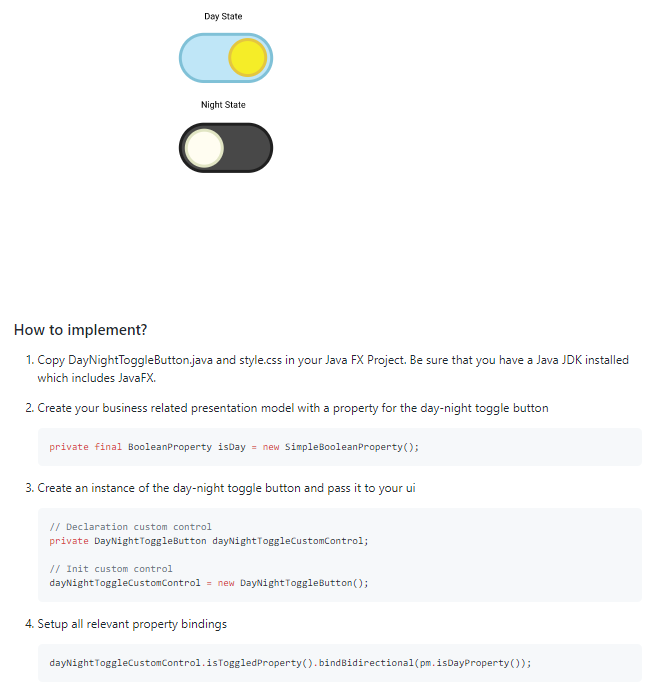 Day State
Night State
How to implement?
1. Copy DayNightToggleButton.java and style.css in your Java FX Project. Be sure that you have a Java JDK installed
which includes JavaFX.
2. Create your business related presentation model with a property for the day-night toggle button
private final BooleanProperty isDay = new SimpleBooleanProperty();
3. Create an instance of the day-night toggle button and pass it to your ui
// Declaration custom control
private DayNightToggleButton dayNightToggleCustomControl;
// Init custom control
dayNightToggleCustomControl = new DayNightToggleButton();
4. Setup all relevant property bindings
dayNightToggleCustomControl.isToggledProperty().bindBidirectional(pm.isDayProperty());